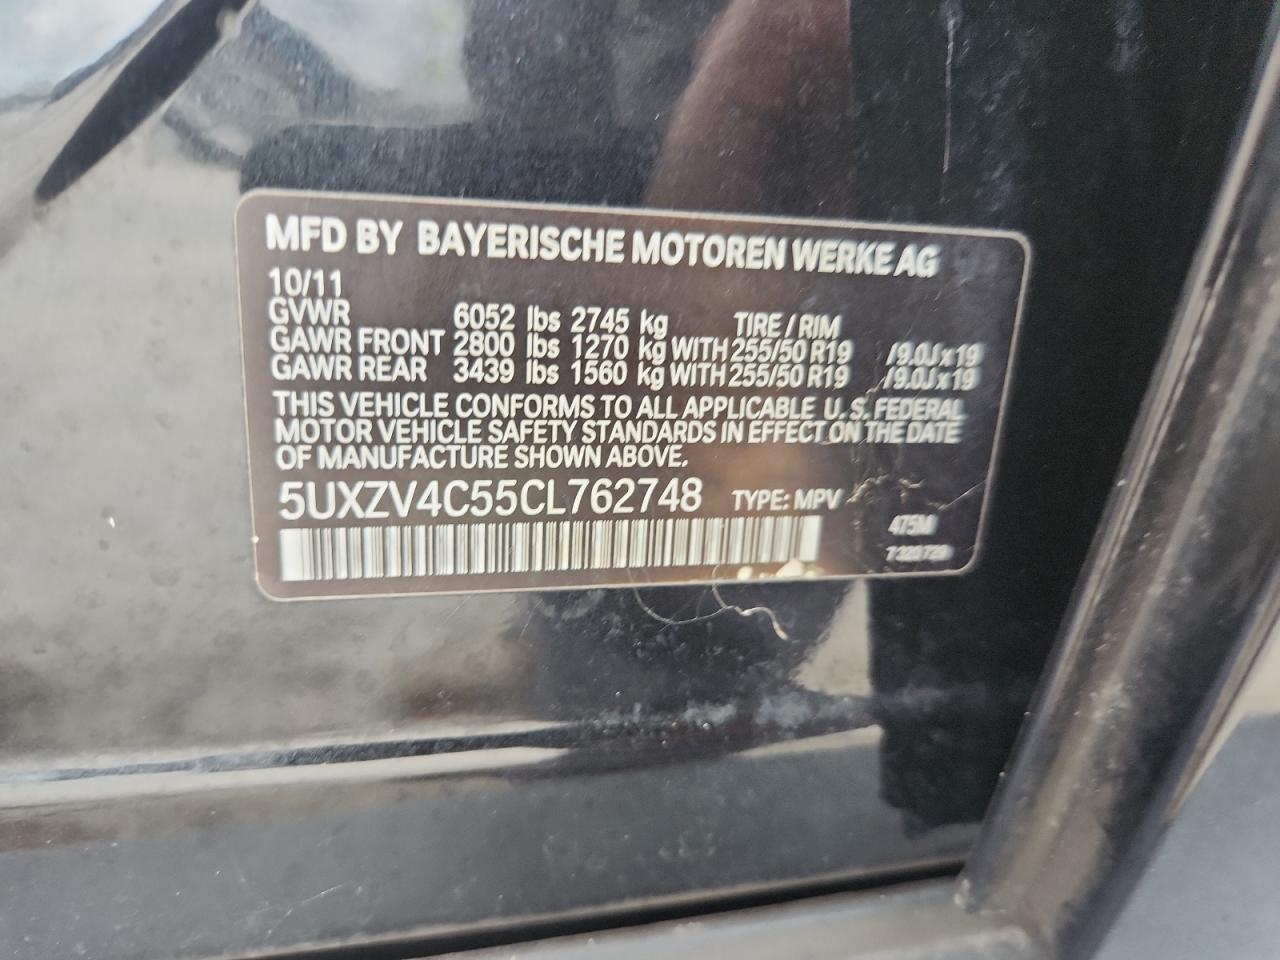 MFD BY BAYERISCHE MOTOREN WERKE AG
10/11
GVWR 6052 lbs 2745 kg TIRE / RIM
GAWR FRONT 2800 lbs 1270 kg WITH 255/50 R19 /9.0J x 19
GAWR REAR 3439 lbs 1560 kg WITH 255/50 R19 /9.0J x 19
THIS VEHICLE CONFORMS TO ALL APPLICABLE U.S. FEDERAL
MOTOR VEHICLE SAFETY STANDARDS IN EFFECT ON THE DATE
OF MANUFACTURE SHOWN ABOVE.
5UXZV4C55CL762748 TYPE: MPV
475M